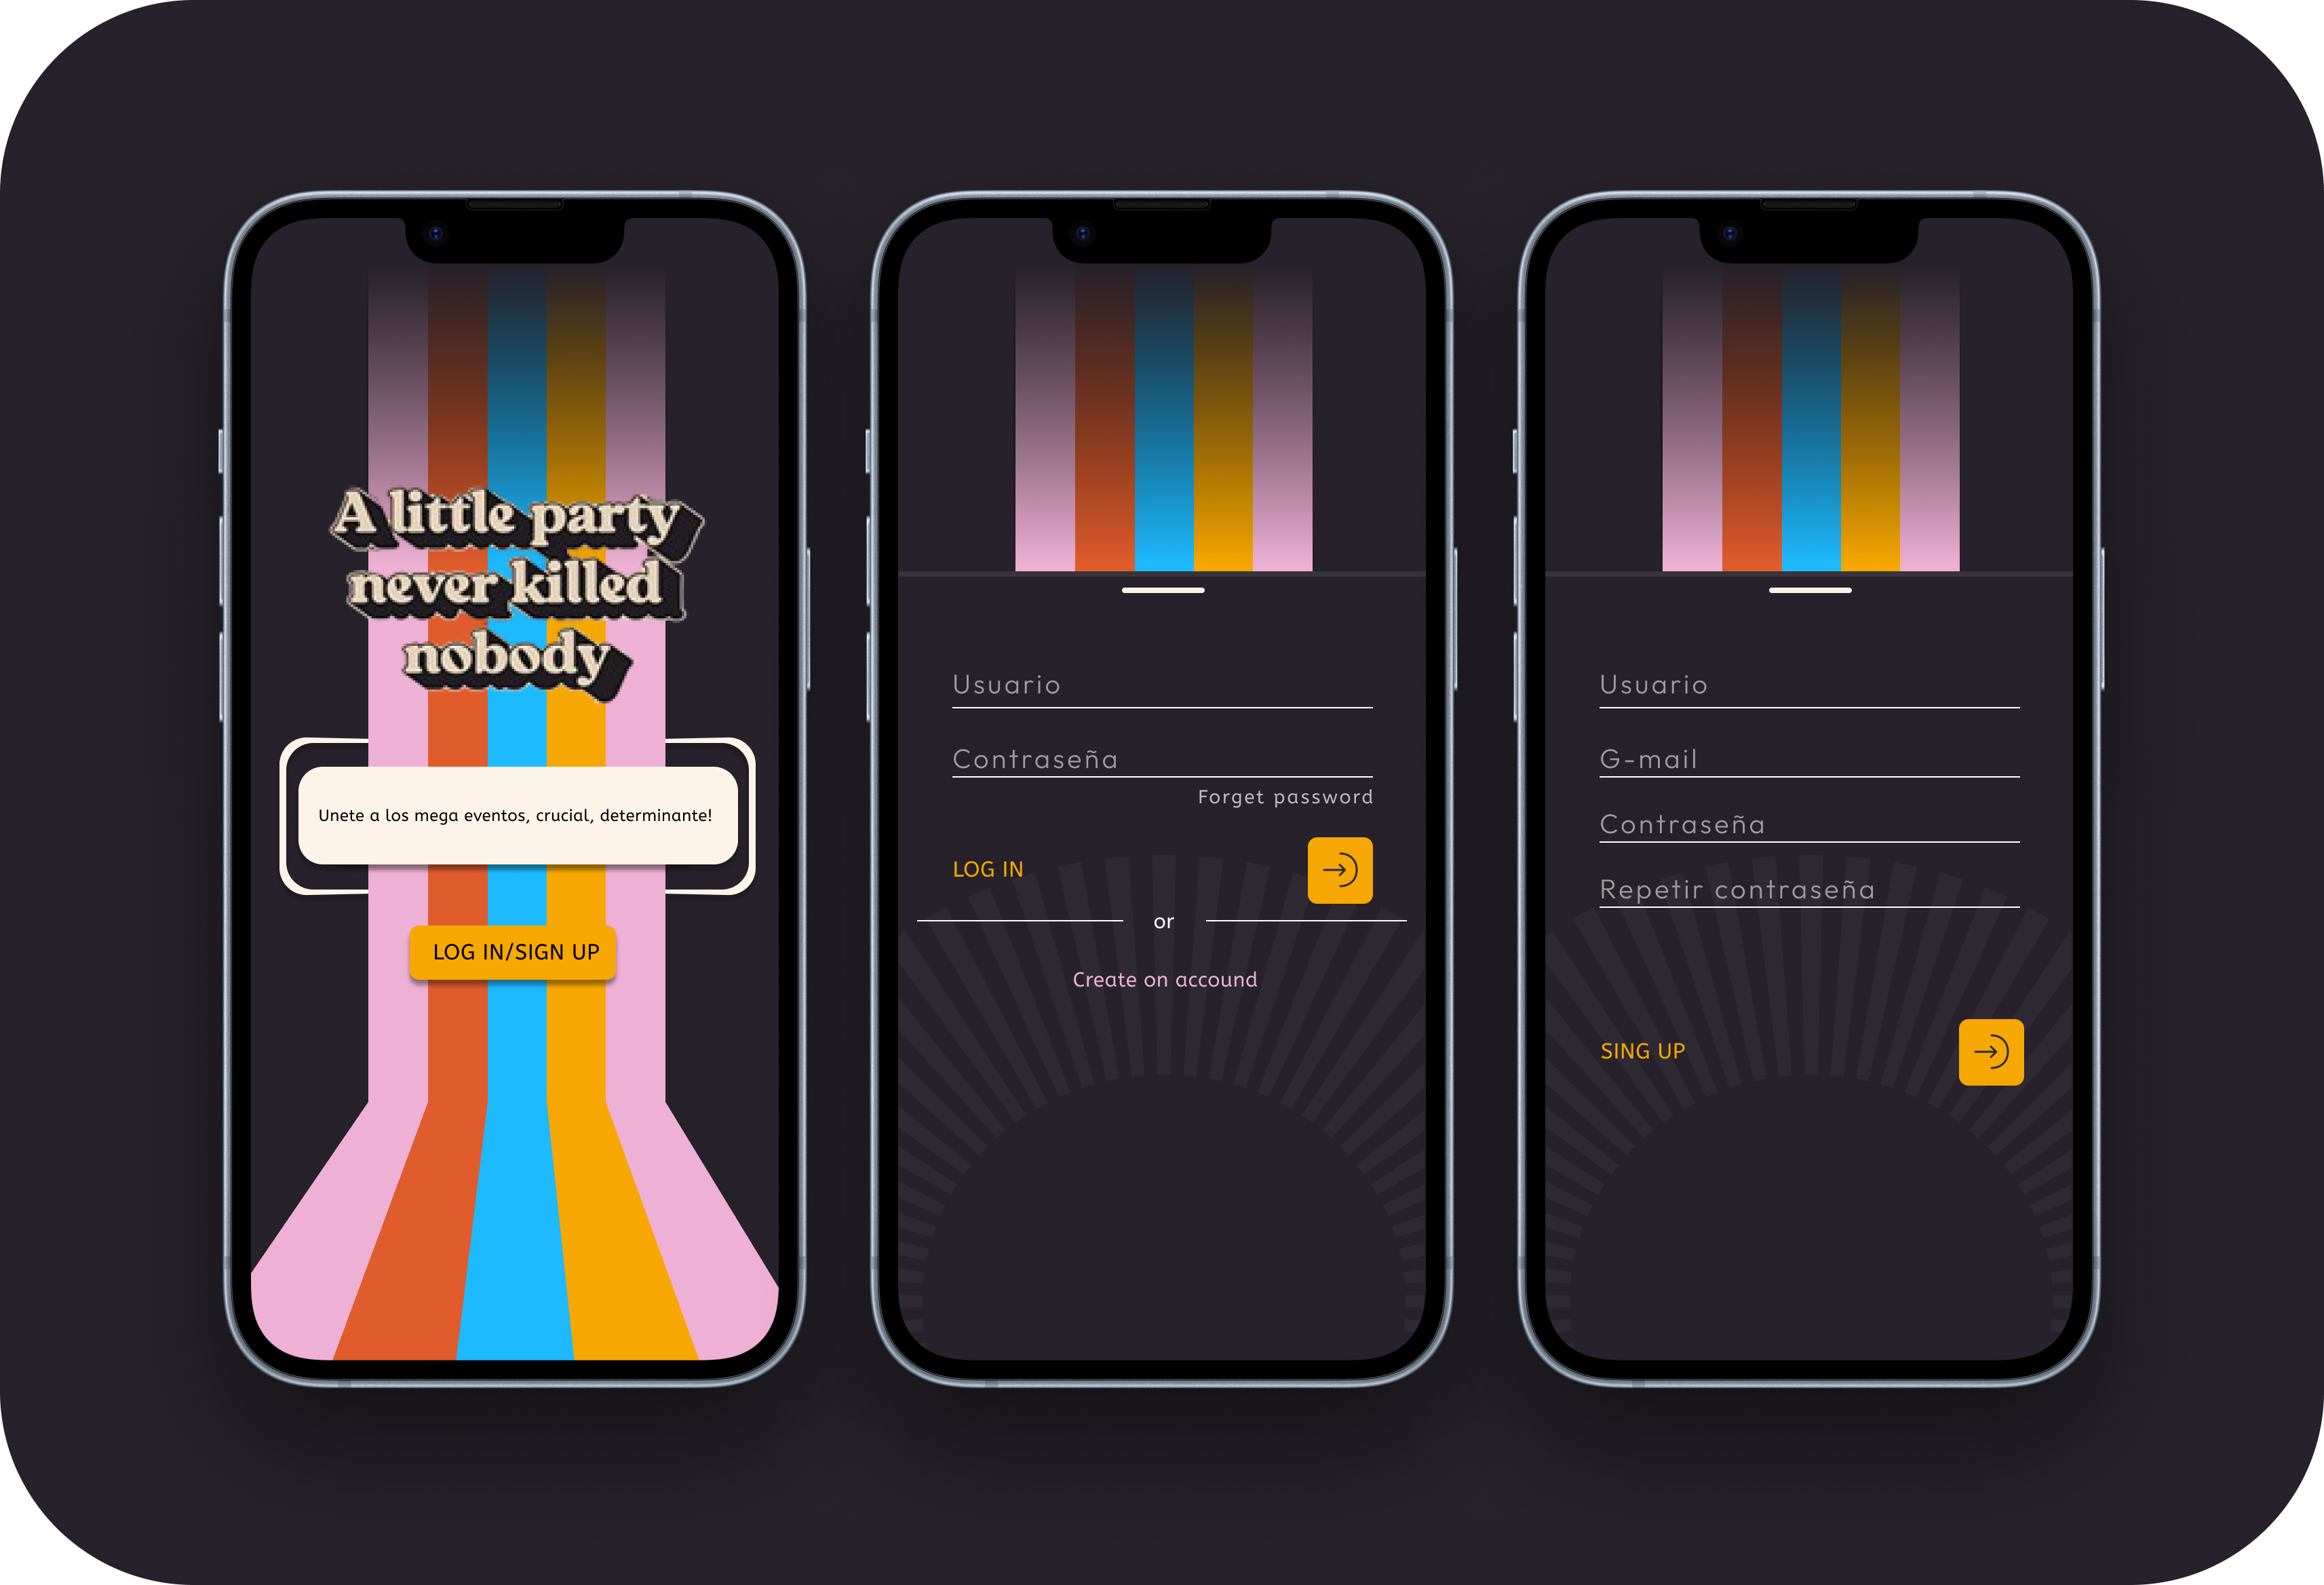 A little party
never killed
nobody
Unete a los mega eventos, crucial, determinante!
LOG IN/SIGN UP
Usuario
Contraseña
Forget password
LOG IN
or
Create on accound
Usuario
G-mail
Contraseña
Repetir contraseña
SING UP